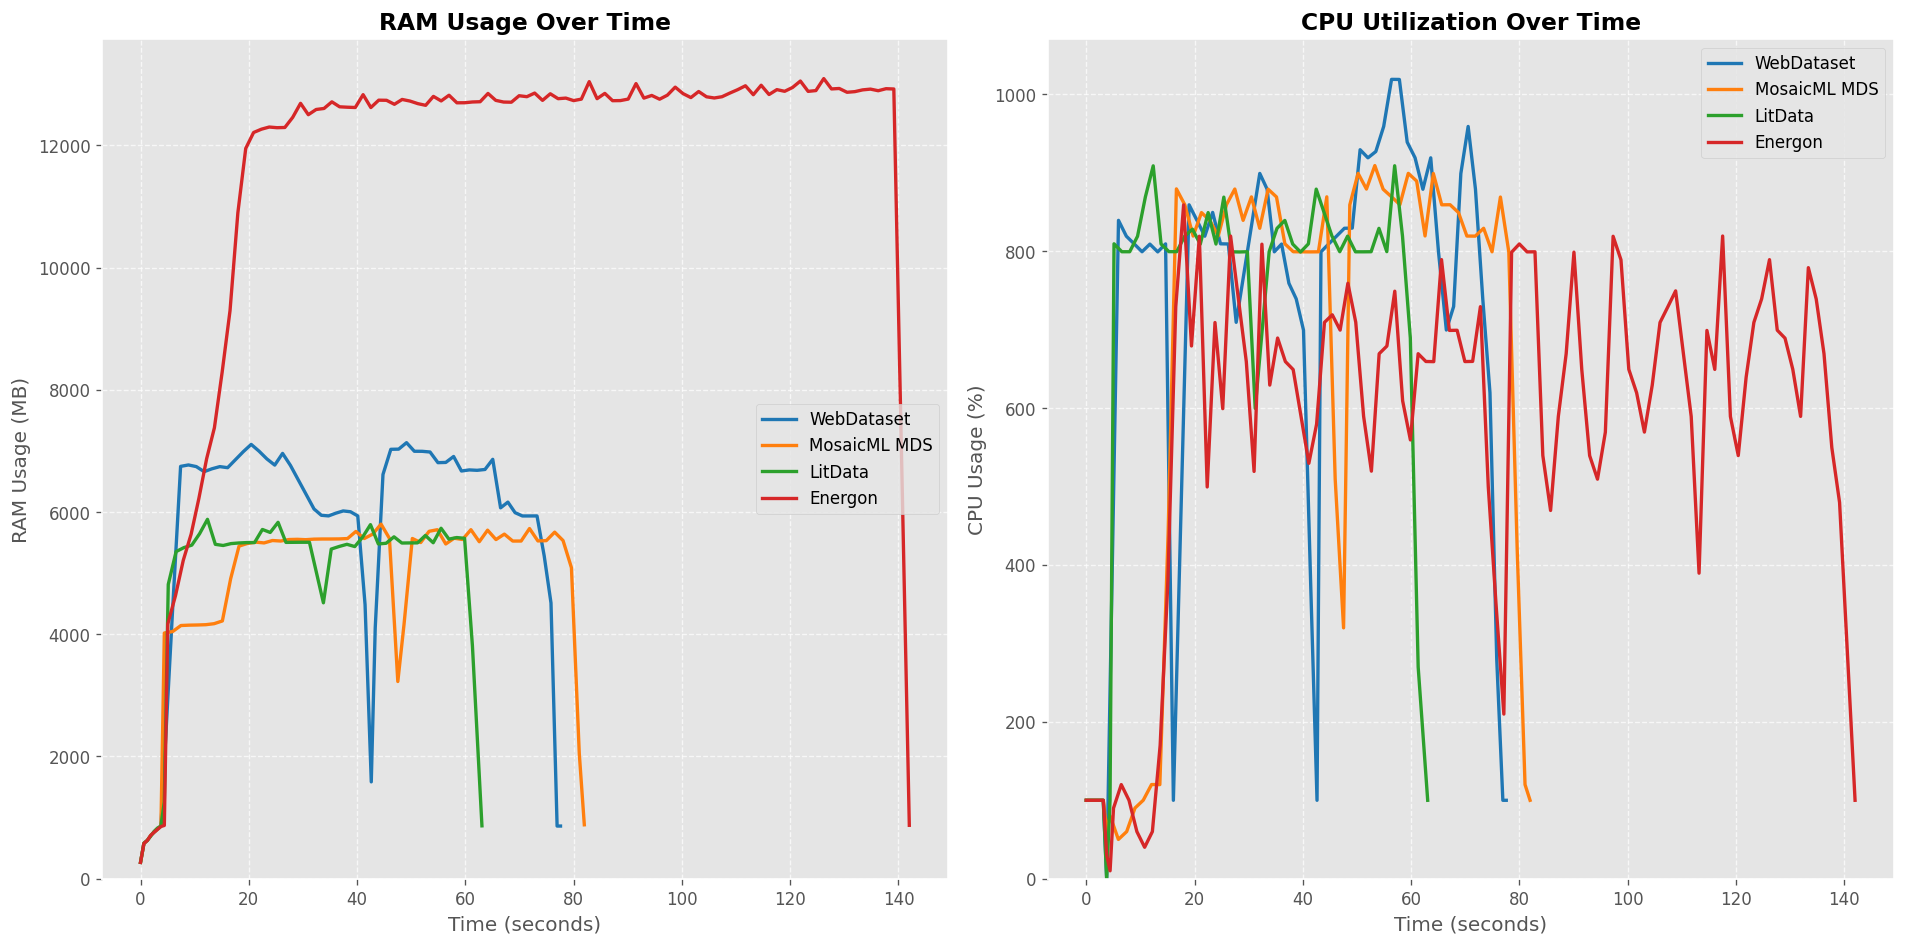 RAM Usage Over Time
RAM Usage (MB)
12000
10000
8000
6000
4000
2000
0
WebDataset
MosaicML MDS
LitData
Energon
0 20 40 60 80 100 120 140
Time (seconds)
CPU Utilization Over Time
CPU Usage (%)
1000
800
600
400
200
0
WebDataset
MosaicML MDS
LitData
Energon
0 20 40 60 80 100 120 140
Time (seconds)